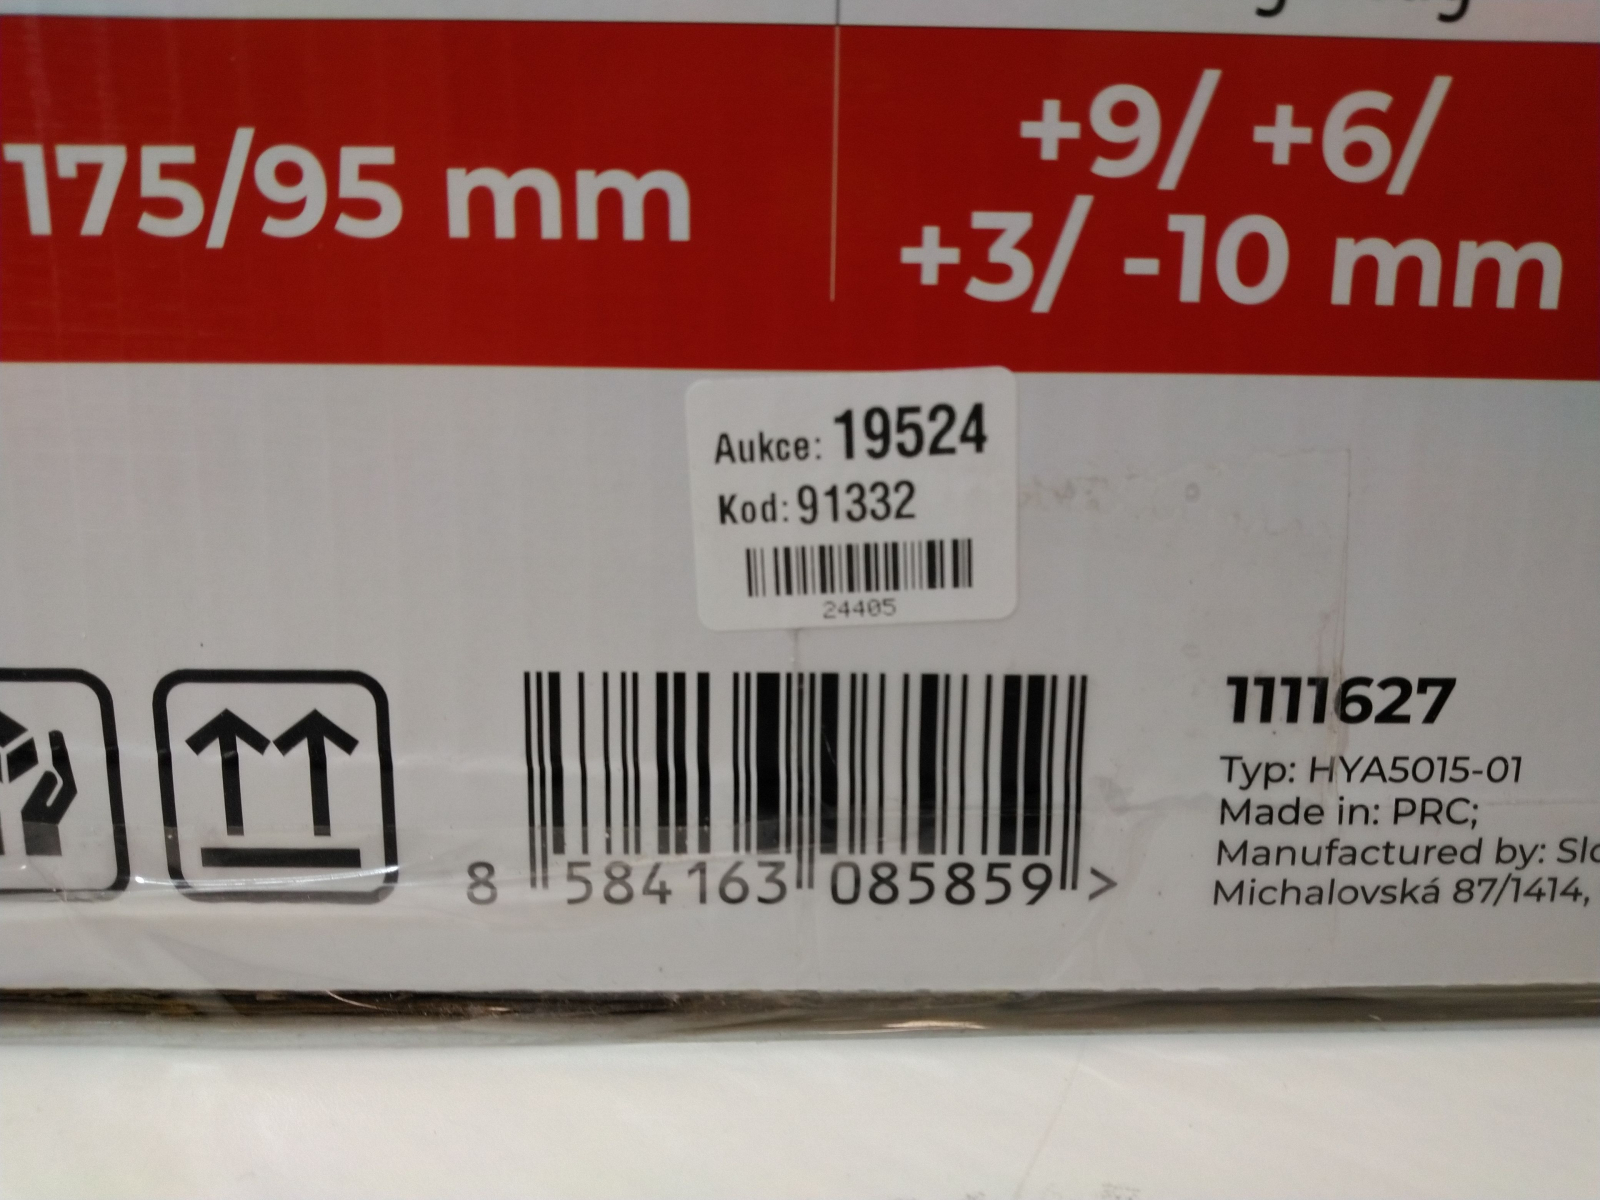 175/95 mm
+9/ +6/
+3/ -10 mm
Aukce: 19524
Kod: 91332
24405
1111627
Typ: HYA5015-01
Made in: PRC;
Manufactured by: Slo
Michalovská 87/1414,
8 584163 085859 >